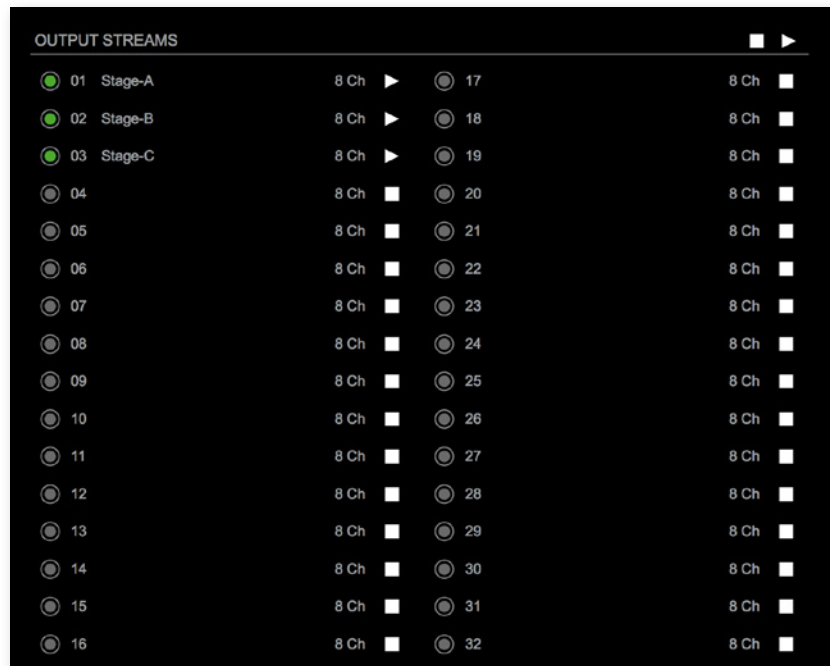 OUTPUT STREAMS
01 Stage-A 8 Ch 17 8 Ch
02 Stage-B 8 Ch 18 8 Ch
03 Stage-C 8 Ch 19 8 Ch
04 8 Ch 20 8 Ch
05 8 Ch 21 8 Ch
06 8 Ch 22 8 Ch
07 8 Ch 23 8 Ch
08 8 Ch 24 8 Ch
09 8 Ch 25 8 Ch
10 8 Ch 26 8 Ch
11 8 Ch 27 8 Ch
12 8 Ch 28 8 Ch
13 8 Ch 29 8 Ch
14 8 Ch 30 8 Ch
15 8 Ch 31 8 Ch
16 8 Ch 32 8 Ch